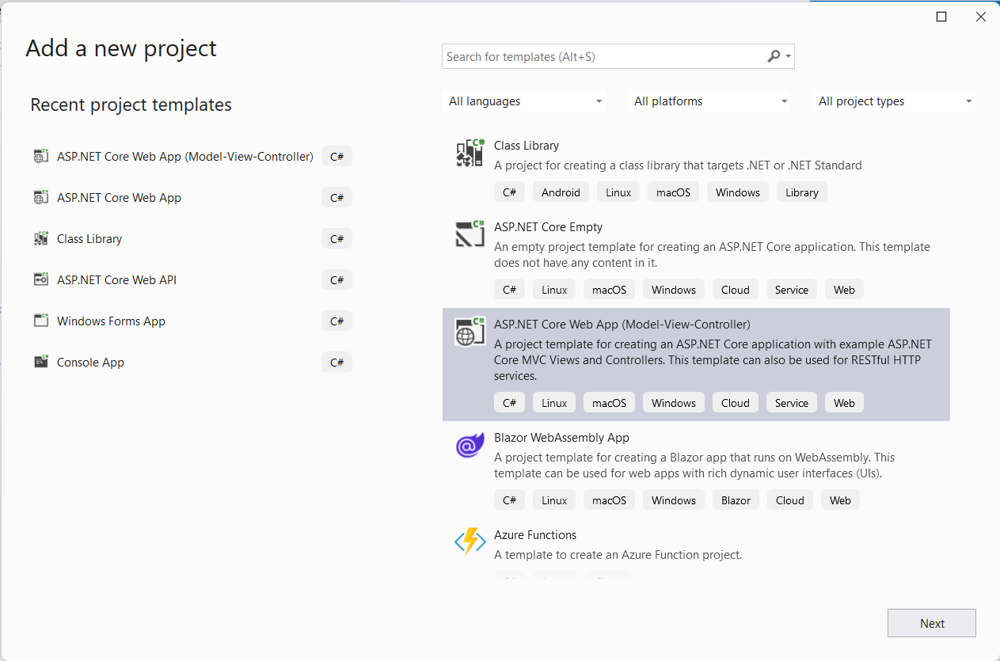 Add a new project
Search for templates (Alt+S)
Recent project templates
All languages
All platforms
All project types
ASP.NET Core Web App (Model-View-Controller) C#
ASP.NET Core Web App C#
Class Library C#
ASP.NET Core Web API C#
Windows Forms App C#
Console App C#
Class Library
A project for creating a class library that targets .NET or .NET Standard
C# Android Linux macOS Windows Library
ASP.NET Core Empty
An empty project template for creating an ASP.NET Core application. This template
does not have any content in it.
C# Linux macOS Windows Cloud Service Web
ASP.NET Core Web App (Model-View-Controller)
A project template for creating an ASP.NET Core application with example ASP.NET
Core MVC Views and Controllers. This template can also be used for RESTful HTTP
services.
C# Linux macOS Windows Cloud Service Web
Blazor WebAssembly App
A project template for creating a Blazor app that runs on WebAssembly. This
template can be used for web apps with rich dynamic user interfaces (UIs).
C# Linux macOS Windows Blazor Cloud Web
Azure Functions
A template to create an Azure Function project.
Next